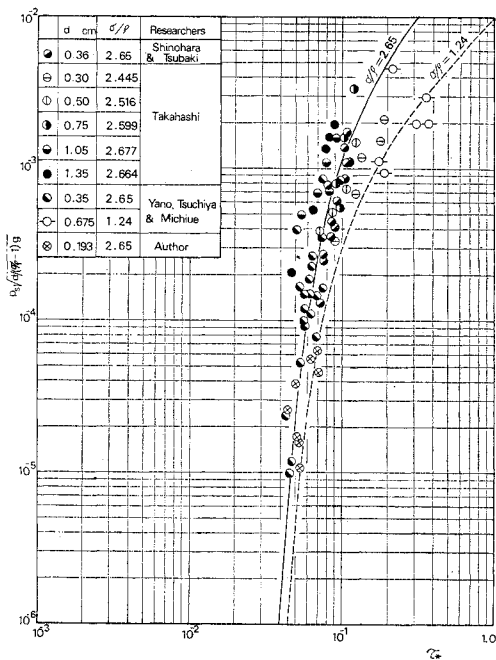 d cm σ/ρ Researchers
0.36 2.65 Shinohara & Tsubaki
0.30 2.445 Takahashi
0.50 2.516
0.75 2.599
1.05 2.677
1.35 2.664
0.35 2.65 Yano, Tsuchiya & Michiue
0.675 1.24
0.193 2.65 Author
σ/ρ=2.65
σ/ρ=1.24
10⁻²
10⁻³
10⁻⁴
10⁻⁵
10⁻⁶
10⁻³
10⁻²
10⁻¹
1.0
τ*